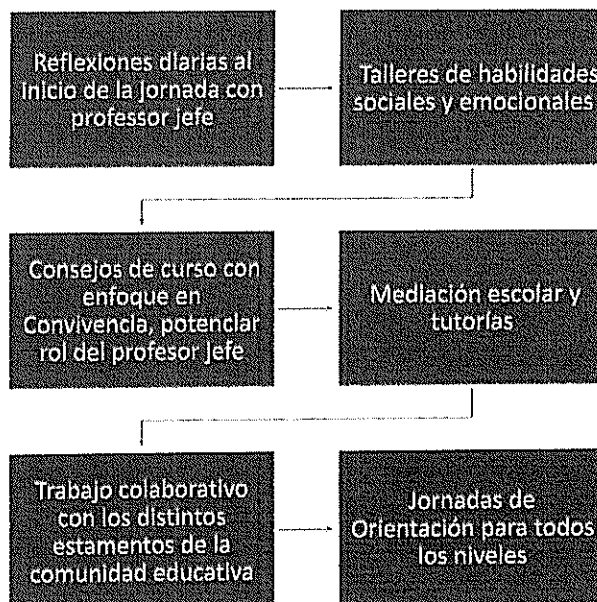 Reflexiones diarias al
inicio de la jornada con
professor jefe
Talleres de habilidades
sociales y emocionales
Consejos de curso con
enfoque en
Convivencia, potenciar
rol del profesor jefe
Mediación escolar y
tutorías
Trabajo colaborativo
con los distintos
estamentos de la
comunidad educativa
Jornadas de
Orientación para todos
los niveles